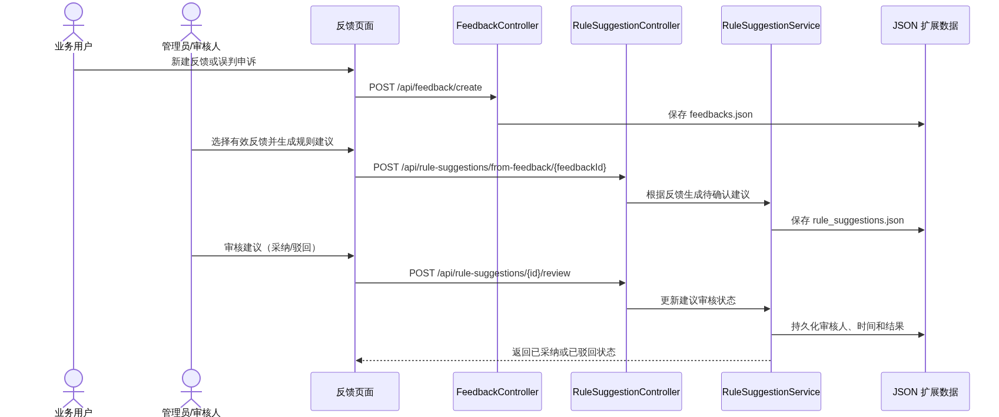 业务用户
管理员/审核人
反馈页面
FeedbackController
RuleSuggestionController
RuleSuggestionService
JSON 扩展数据
新建反馈或误判申诉
POST /api/feedback/create
保存 feedbacks.json
选择有效反馈并生成规则建议
POST /api/rule-suggestions/from-feedback/{feedbackId}
根据反馈生成待确认建议
保存 rule_suggestions.json
审核建议（采纳/驳回）
POST /api/rule-suggestions/{id}/review
更新建议审核状态
持久化审核人、时间和结果
返回已采纳或已驳回状态
业务用户
管理员/审核人
反馈页面
FeedbackController
RuleSuggestionController
RuleSuggestionService
JSON 扩展数据